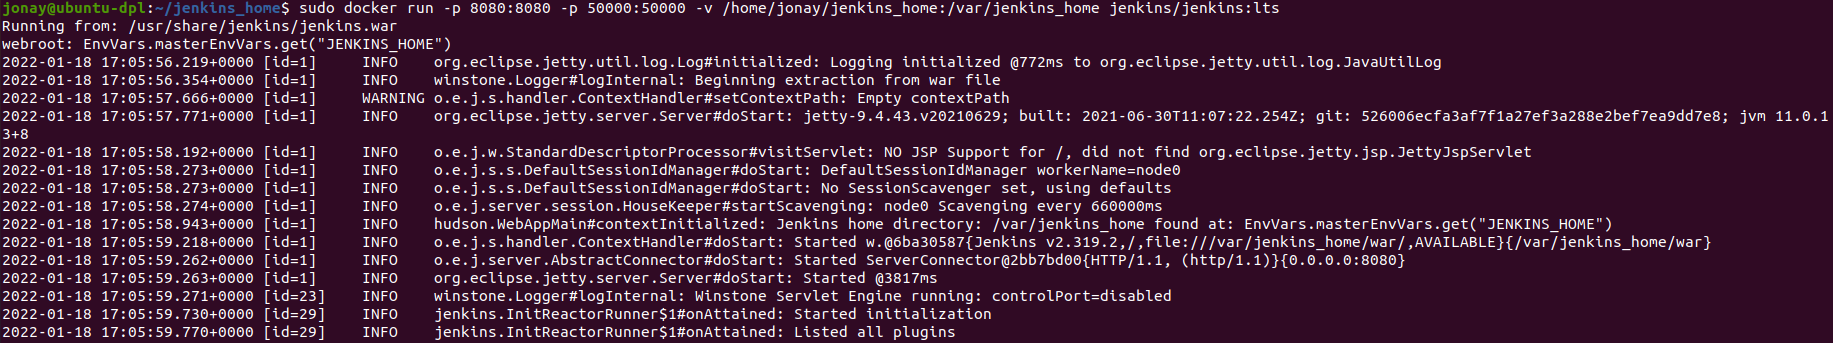 jonay@ubuntu-dpl:~/jenkins_home$ sudo docker run -p 8080:8080 -p 50000:50000 -v /home/jonay/jenkins_home:/var/jenkins_home jenkins/jenkins:lts
Running from: /usr/share/jenkins/jenkins.war
webroot: EnvVars.masterEnvVars.get("JENKINS_HOME")
2022-01-18 17:05:56.219+0000 [id=1]     INFO    org.eclipse.jetty.util.log.Log#initialized: Logging initialized @772ms to org.eclipse.jetty.util.log.JavaUtilLog
2022-01-18 17:05:56.354+0000 [id=1]     INFO    winstone.Logger#logInternal: Beginning extraction from war file
2022-01-18 17:05:57.666+0000 [id=1]     WARNING o.e.j.s.handler.ContextHandler#setContextPath: Empty contextPath
2022-01-18 17:05:57.771+0000 [id=1]     INFO    org.eclipse.jetty.server.Server#doStart: jetty-9.4.43.v20210629; built: 2021-06-30T11:07:22.254Z; git: 526006ecfa3af7f1a27ef3a288e2bef7ea9dd7e8; jvm 11.0.1
3+8
2022-01-18 17:05:58.192+0000 [id=1]     INFO    o.e.j.w.StandardDescriptorProcessor#visitServlet: NO JSP Support for /, did not find org.eclipse.jetty.jsp.JettyJspServlet
2022-01-18 17:05:58.273+0000 [id=1]     INFO    o.e.j.s.s.DefaultSessionIdManager#doStart: DefaultSessionIdManager workerName=node0
2022-01-18 17:05:58.273+0000 [id=1]     INFO    o.e.j.s.s.DefaultSessionIdManager#doStart: No SessionScavenger set, using defaults
2022-01-18 17:05:58.274+0000 [id=1]     INFO    o.e.j.server.session.HouseKeeper#startScavenging: node0 Scavenging every 660000ms
2022-01-18 17:05:58.943+0000 [id=1]     INFO    hudson.WebAppMain#contextInitialized: Jenkins home directory: /var/jenkins_home found at: EnvVars.masterEnvVars.get("JENKINS_HOME")
2022-01-18 17:05:59.218+0000 [id=1]     INFO    o.e.j.s.handler.ContextHandler#doStart: Started w.@6ba30587{Jenkins v2.319.2,/,file:///var/jenkins_home/war/,AVAILABLE}{/var/jenkins_home/war}
2022-01-18 17:05:59.262+0000 [id=1]     INFO    o.e.j.server.AbstractConnector#doStart: Started ServerConnector@2bb7bd00{HTTP/1.1, (http/1.1)}{0.0.0.0:8080}
2022-01-18 17:05:59.263+0000 [id=1]     INFO    org.eclipse.jetty.server.Server#doStart: Started @3817ms
2022-01-18 17:05:59.271+0000 [id=23]    INFO    winstone.Logger#logInternal: Winstone Servlet Engine running: controlPort=disabled
2022-01-18 17:05:59.730+0000 [id=29]    INFO    jenkins.InitReactorRunner$1#onAttained: Started initialization
2022-01-18 17:05:59.770+0000 [id=29]    INFO    jenkins.InitReactorRunner$1#onAttained: Listed all plugins